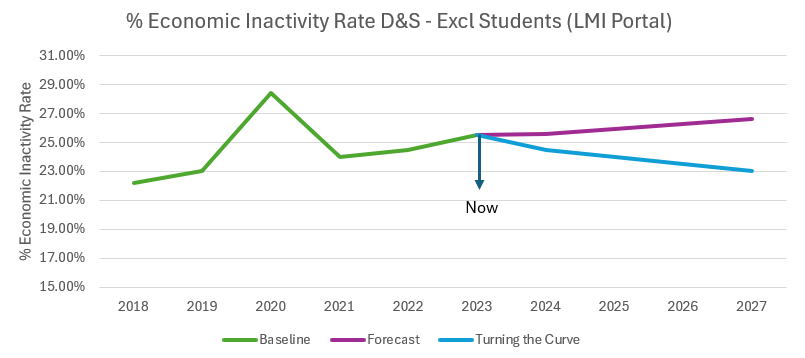 % Economic Inactivity Rate D&S - Excl Students (LMI Portal)
% Economic Inactivity Rate
31.00%
29.00%
27.00%
25.00%
23.00%
21.00%
19.00%
17.00%
15.00%
Now
2018 2019 2020 2021 2022 2023 2024 2025 2026 2027
Baseline Forecast Turning the Curve